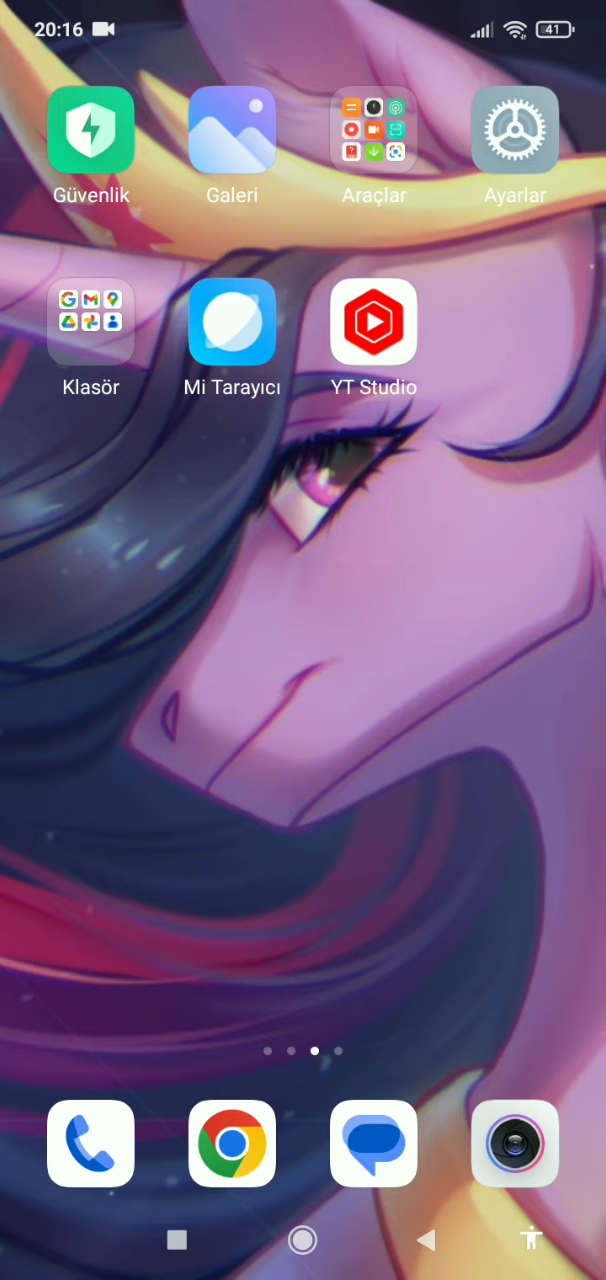 20:16
41
Güvenlik
Galeri
Araçlar
Ayarlar
Klasör
Mi Tarayıcı
YT Studio